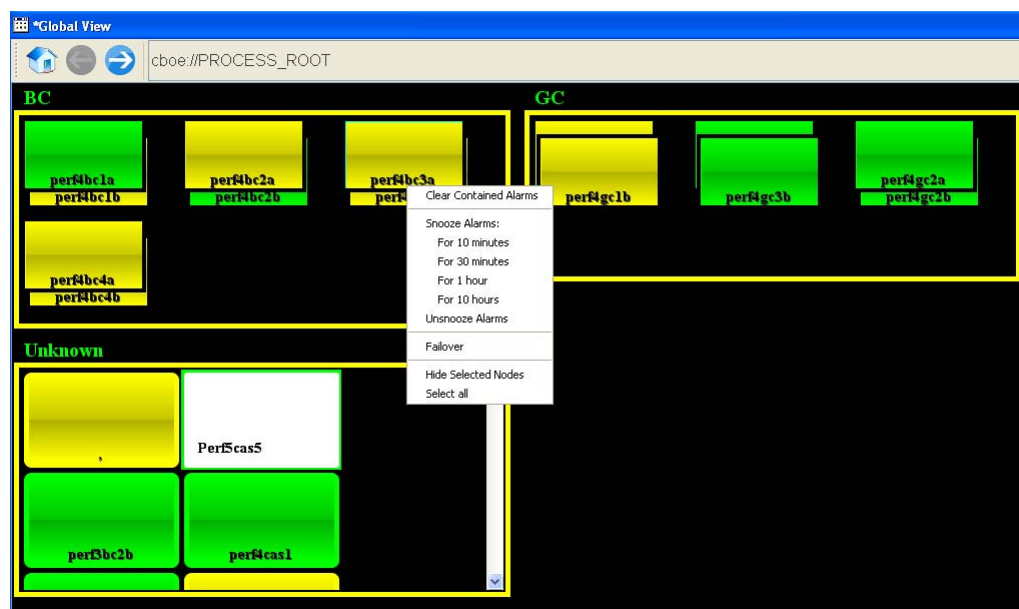 *Global View
cboe://PROCESS_ROOT
BC
GC
perf4bc1a
perf4bc1b
perf4bc2a
perf4bc2b
perf4bc3a
perf4gc1b
perf4gc3b
perf4gc2a
perf4gc2b
perf4bc4a
perf4bc4b
Clear Contained Alarms
Snooze Alarms:
For 10 minutes
For 30 minutes
For 1 hour
For 10 hours
Unsnooze Alarms
Failover
Hide Selected Nodes
Select all
Unknown
,
Perf5cas5
perf3bc2b
perf4cas1